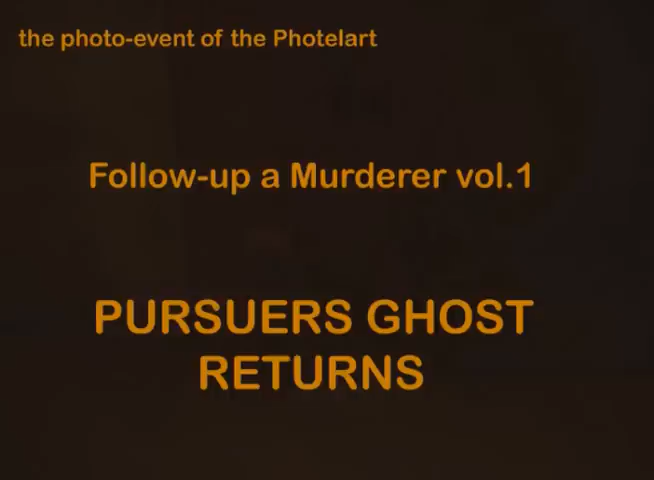 the photo-event of the Photelart
Follow-up a Murderer vol.1
PURSUERS GHOST
RETURNS